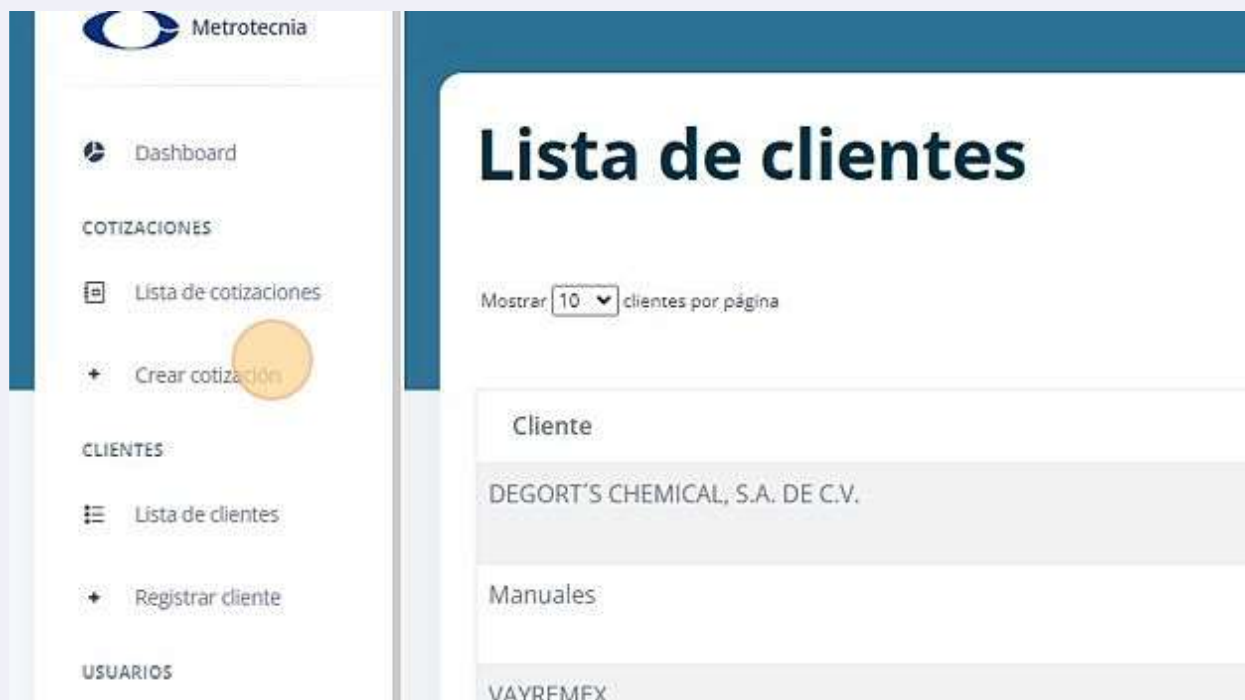 Metrotecnia
Dashboard
COTIZACIONES
Lista de cotizaciones
Crear cotización
CLIENTES
Lista de clientes
Registrar cliente
USUARIOS
Lista de clientes
Mostrar 10 clientes por página
Cliente
DEGORT´S CHEMICAL, S.A. DE C.V.
Manuales
VAYREMEX